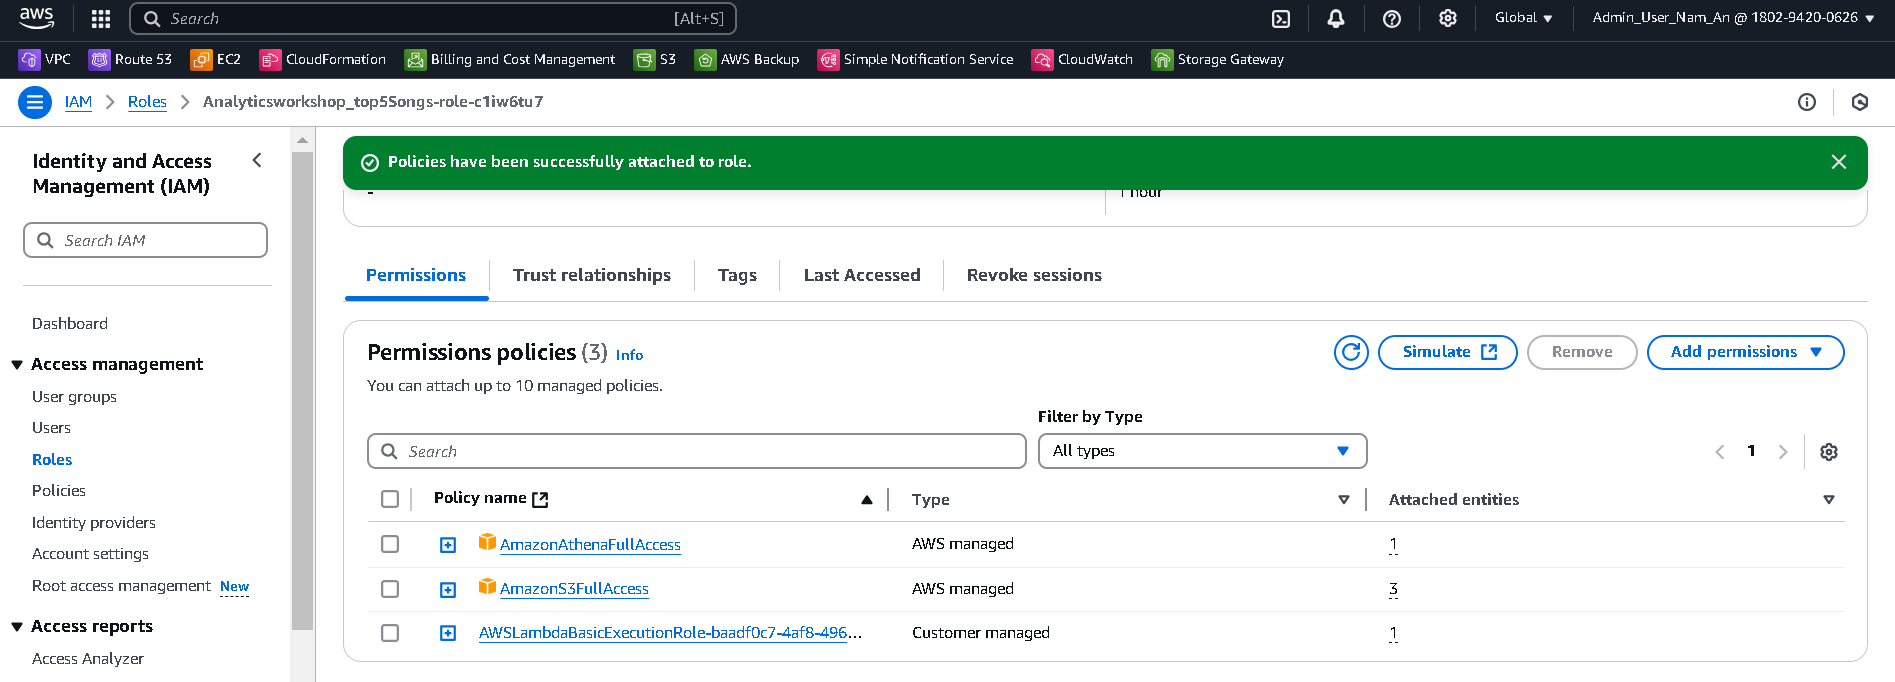 aws
Search [Alt+S]
Global ▼
Admin_User_Nam_An @ 1802-9420-0626 ▼
VPC Route 53 EC2 CloudFormation Billing and Cost Management S3 AWS Backup Simple Notification Service CloudWatch Storage Gateway
IAM > Roles > Analyticsworkshop_top5Songs-role-c1iw6tu7
Identity and Access
Management (IAM)
Search IAM
Dashboard
Access management
User groups
Users
Roles
Policies
Identity providers
Account settings
Root access management New
Access reports
Access Analyzer
Policies have been successfully attached to role.
- 1 hour
Permissions Trust relationships Tags Last Accessed Revoke sessions
Permissions policies (3) Info
Simulate Remove Add permissions ▼
You can attach up to 10 managed policies.
Filter by Type
Search All types
1
Policy name Type Attached entities
AmazonAthenaFullAccess AWS managed 1
AmazonS3FullAccess AWS managed 3
AWSLambdaBasicExecutionRole-baadf0c7-4af8-496... Customer managed 1